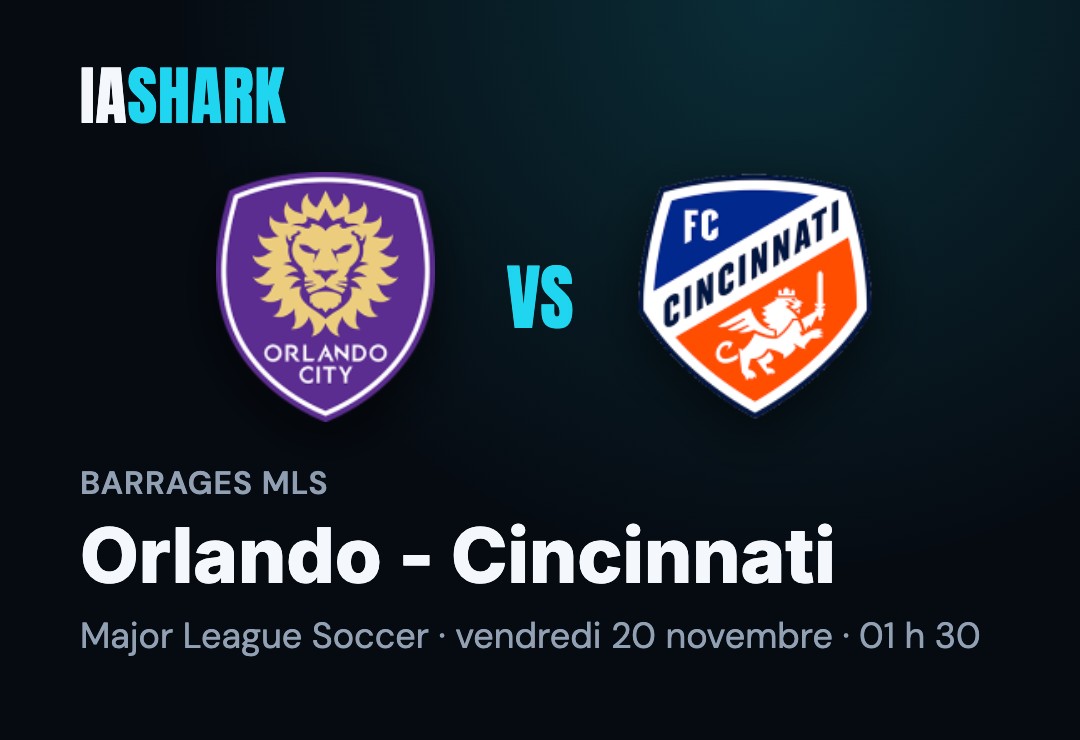 IASHARK
ORLANDO
CITY
VS
FC
CINCINNATI
BARRAGES MLS
Orlando - Cincinnati
Major League Soccer · vendredi 20 novembre · 01 h 30